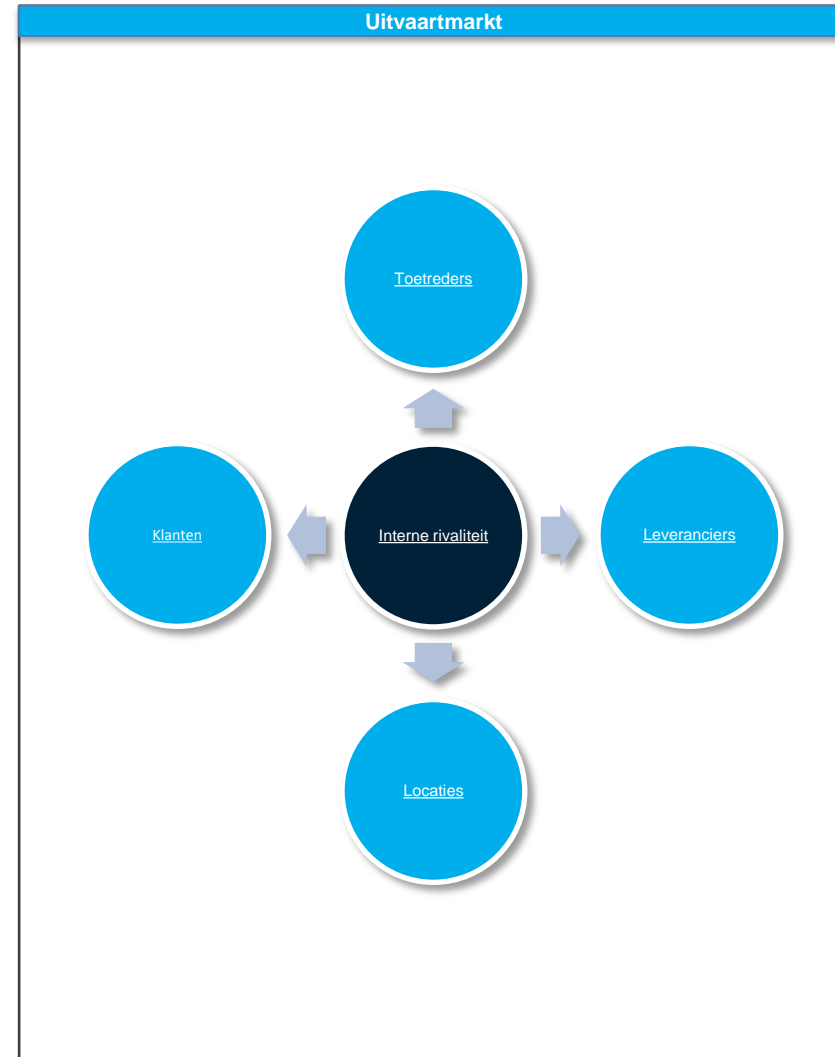 Uitvaartmarkt
Toetreders
Klanten
Interne rivaliteit
Leveranciers
Locaties